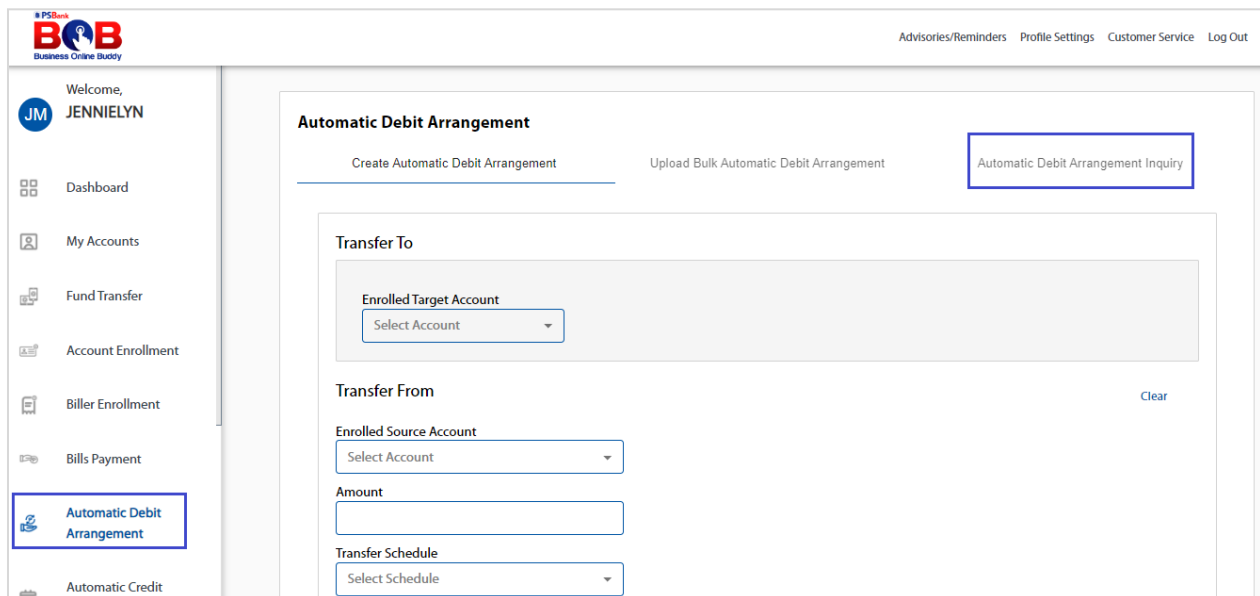 PSBank
BOB
Business Online Buddy
Advisories/Reminders Profile Settings Customer Service Log Out
JM
Welcome,
JENNIELYN
Dashboard
My Accounts
Fund Transfer
Account Enrollment
Biller Enrollment
Bills Payment
Automatic Debit
Arrangement
Automatic Credit
Automatic Debit Arrangement
Create Automatic Debit Arrangement Upload Bulk Automatic Debit Arrangement Automatic Debit Arrangement Inquiry
Transfer To
Enrolled Target Account
Select Account
Transfer From
Clear
Enrolled Source Account
Select Account
Amount
Transfer Schedule
Select Schedule